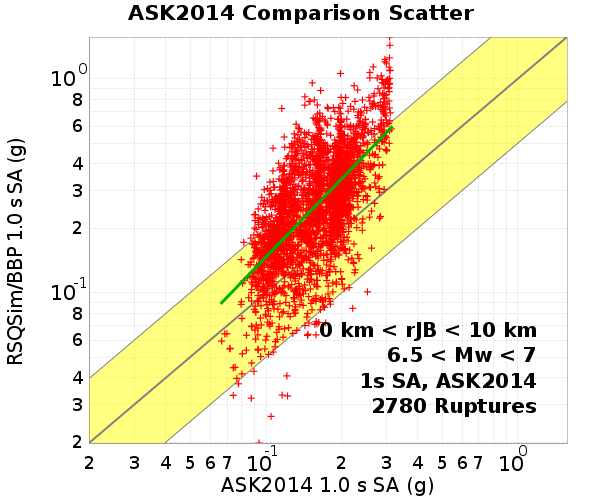 ASK2014 Comparison Scatter
RSQSim/BBP 1.0 s SA (g)
10^0
8
6
4
3
2
10^-1
8
6
4
3
2
0 km < rJB < 10 km
6.5 < Mw < 7
1s SA, ASK2014
2780 Ruptures
2 3 4 5 6 7 10^-1 2 3 4 5 6 7 10^0
ASK2014 1.0 s SA (g)